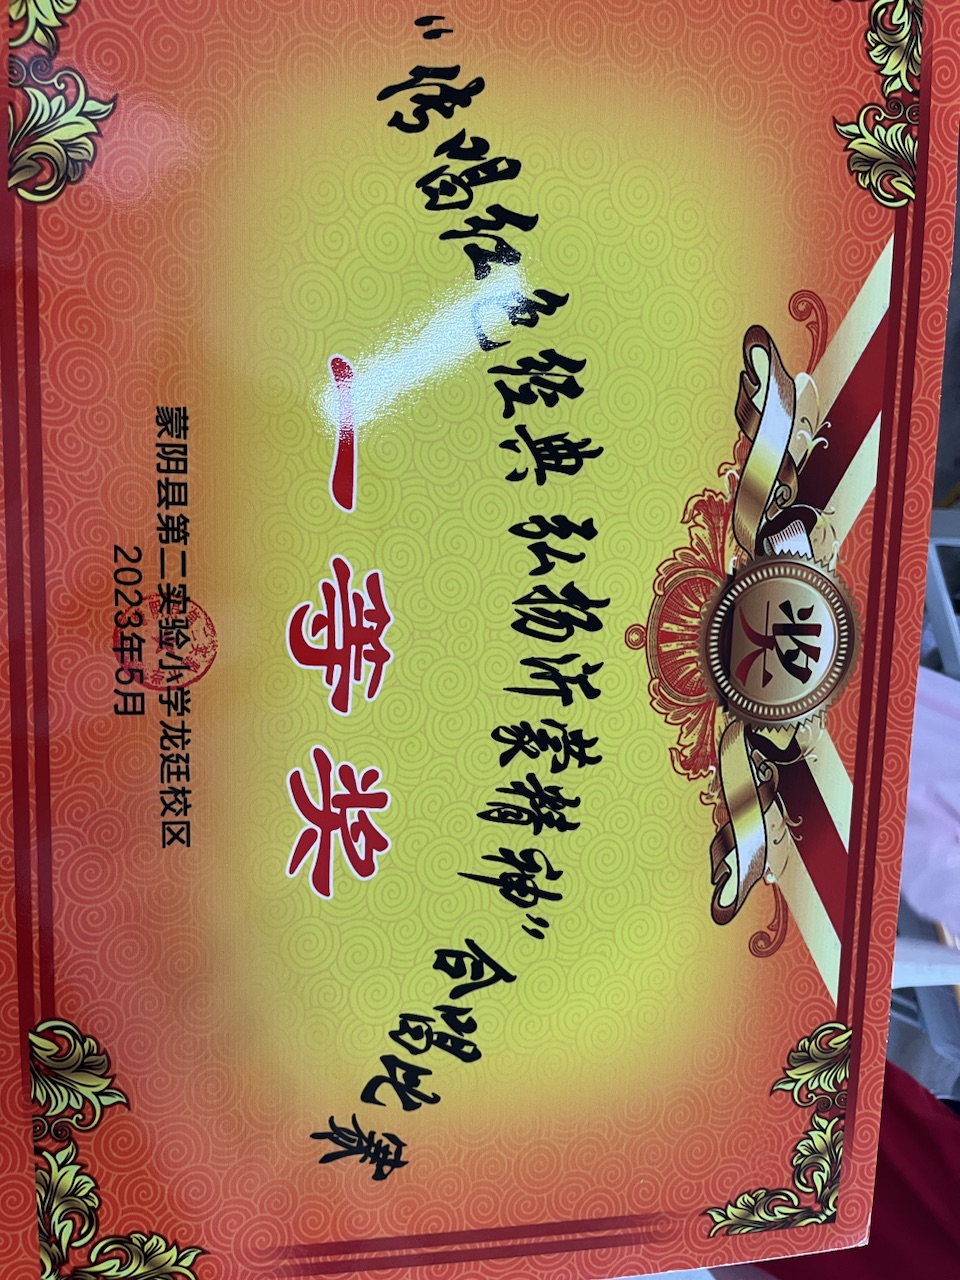 奖
“传唱红色经典 弘扬沂蒙精神”合唱比赛
一等奖
蒙阴县第二实验小学龙廷校区
2023年5月